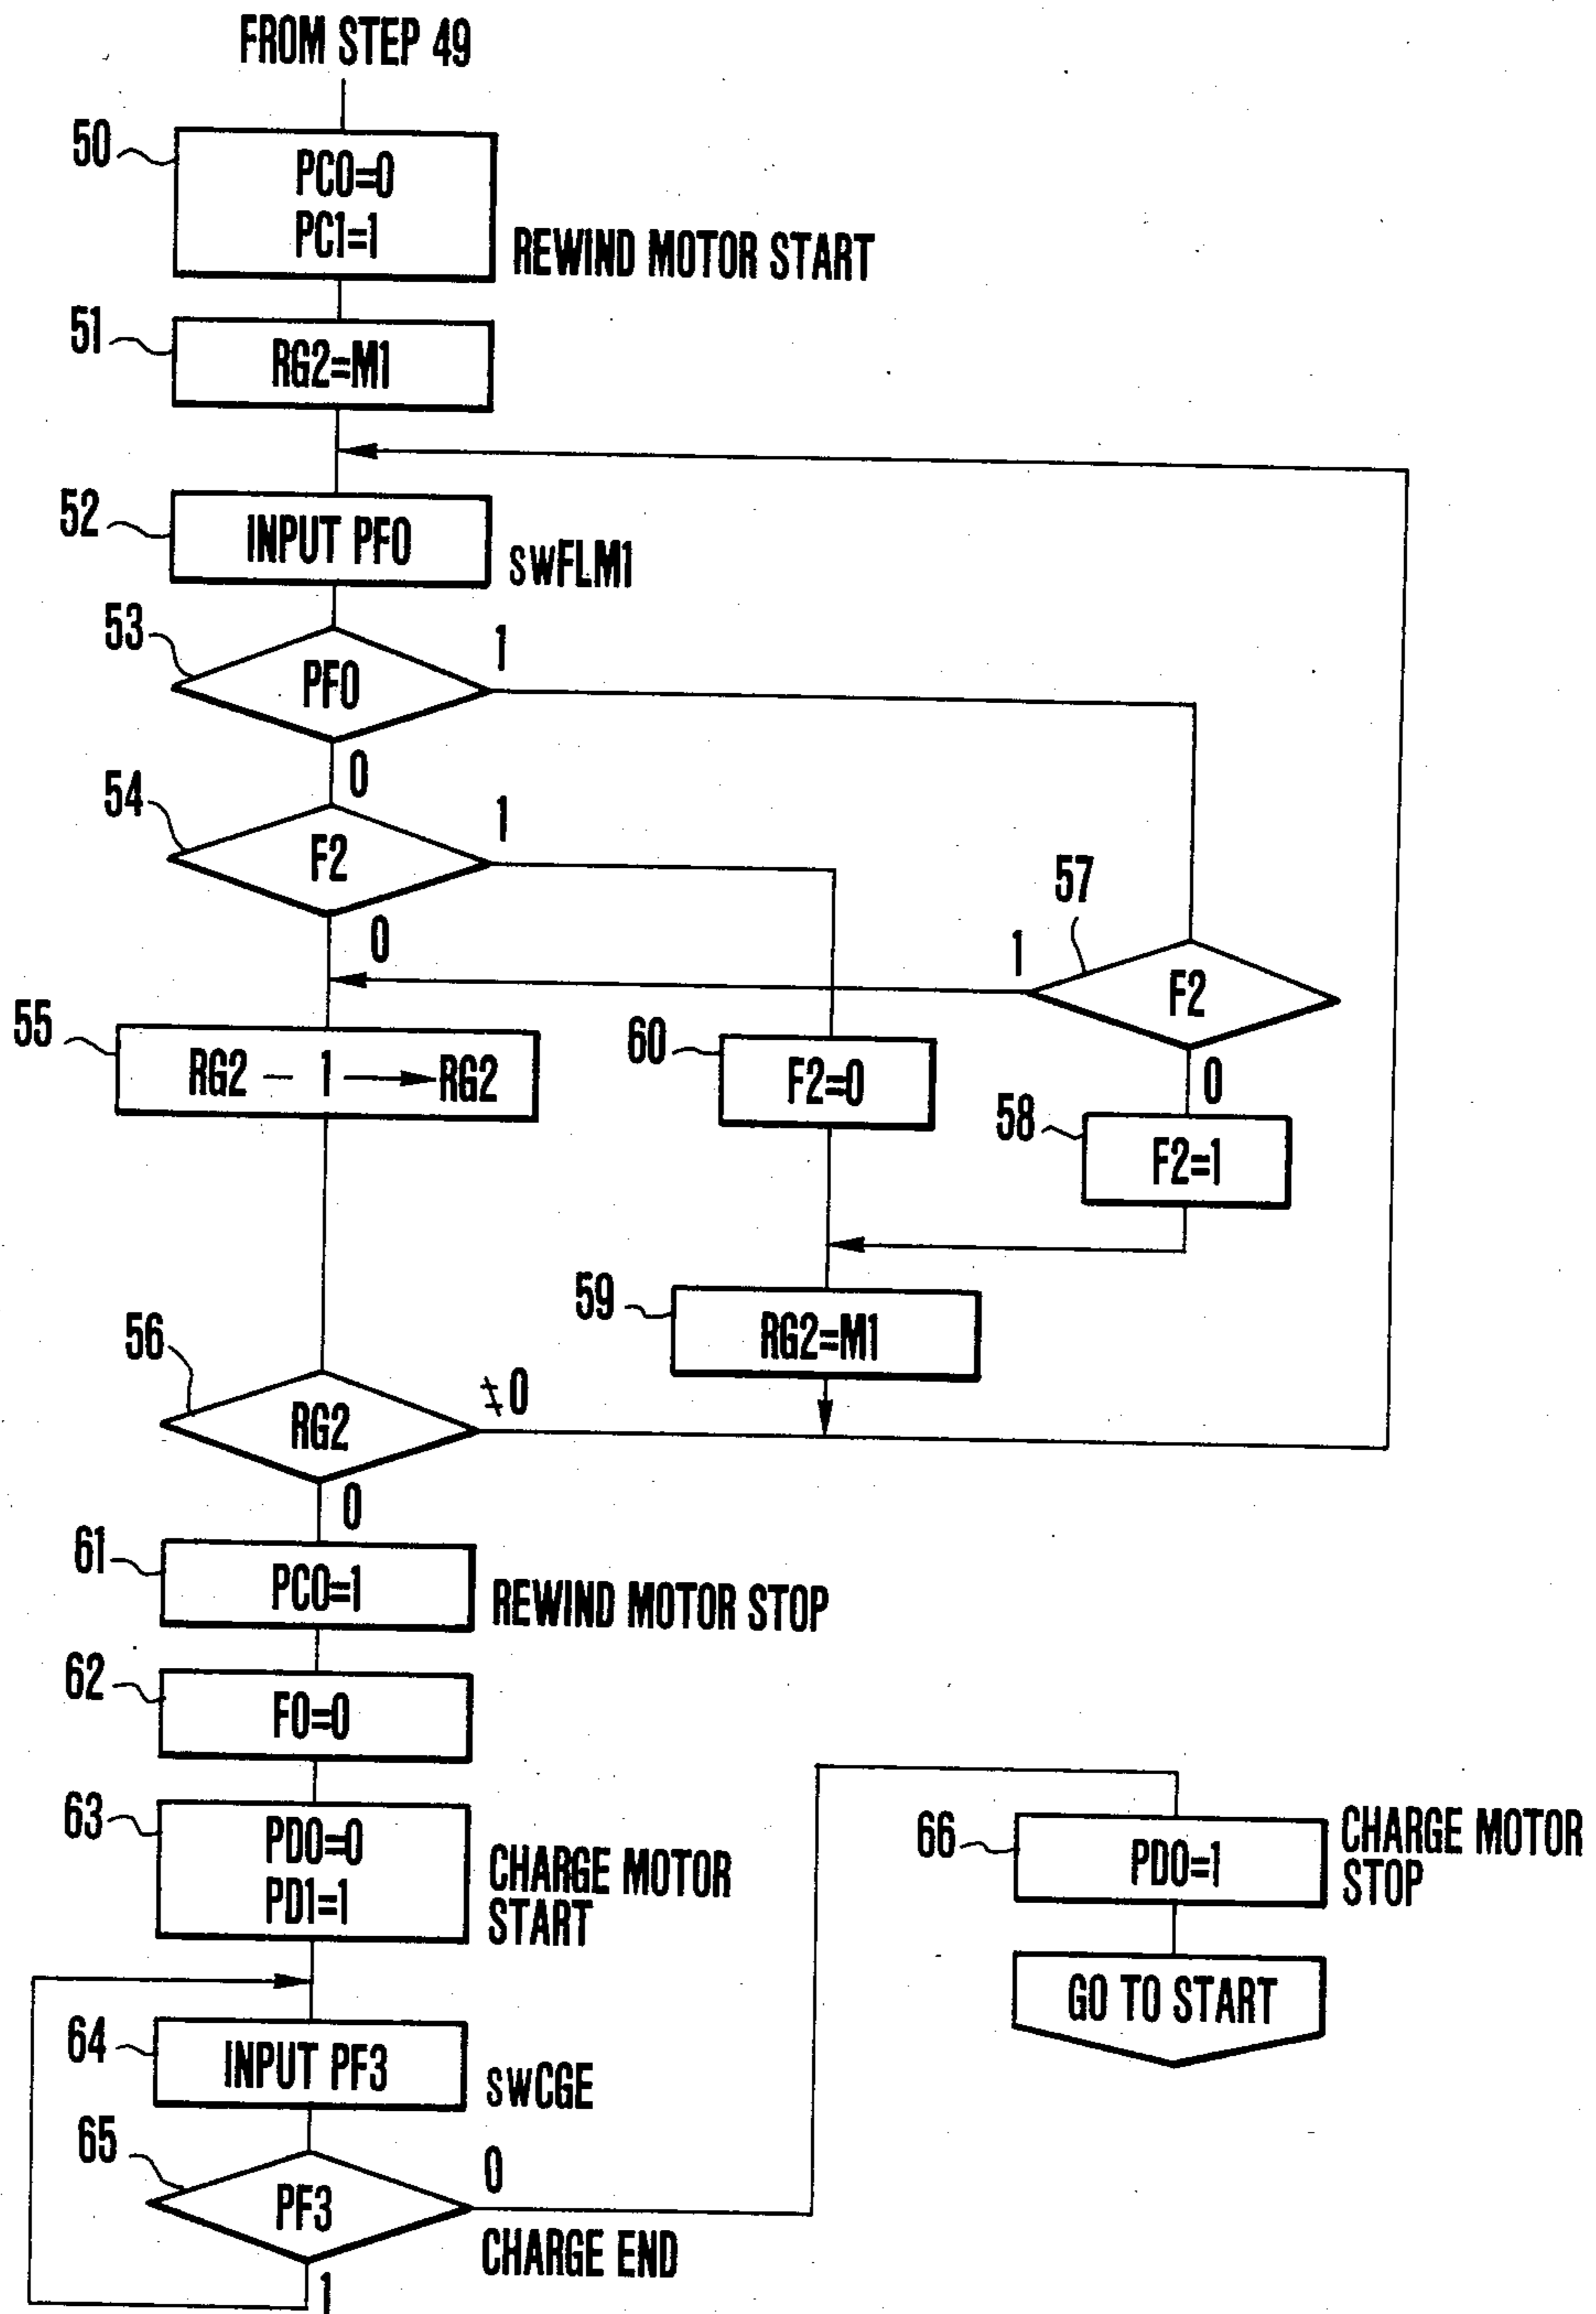 FROM STEP 49
50
PC0=0
PC1=1
REWIND MOTOR START
51
RG2=M1
52
INPUT PF0
swFLM1
53
PF0
1
0
54
F2
1
0
57
F2
1
0
55
RG2 — 1 → RG2
60
F2=0
58
F2=1
59
RG2=M1
56
RG2
≠0
0
61
PC0=1
REWIND MOTOR STOP
62
F0=0
63
PD0=0
PD1=1
CHARGE MOTOR
START
64
INPUT PF3
swCGE
65
PF3
0
CHARGE END
1
66
PD0=1
CHARGE MOTOR
STOP
GO TO START